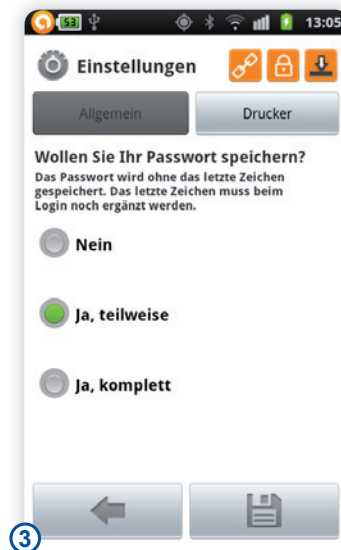 53 13:05
Einstellungen
Allgemein Drucker
Wollen Sie Ihr Passwort speichern?
Das Passwort wird ohne das letzte Zeichen
gespeichert. Das letzte Zeichen muss beim
Login noch ergänzt werden.
Nein
Ja, teilweise
Ja, komplett
3